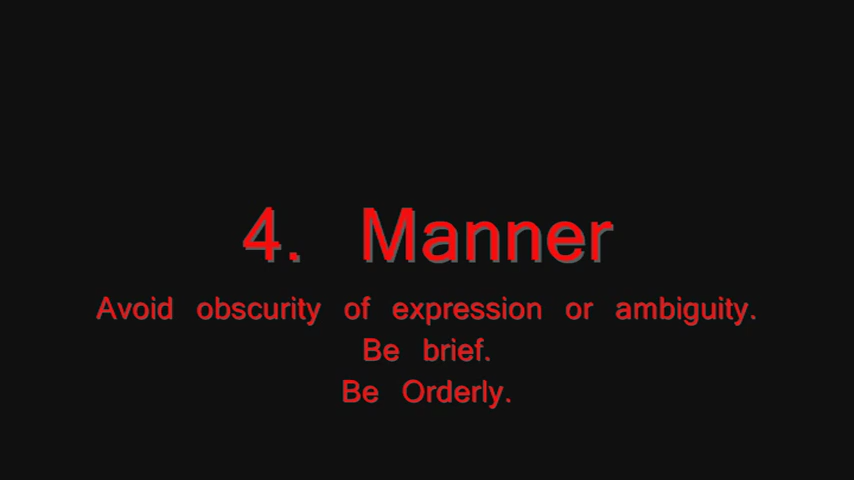 4. Manner
Avoid obscurity of expression or ambiguity.
Be brief.
Be Orderly.